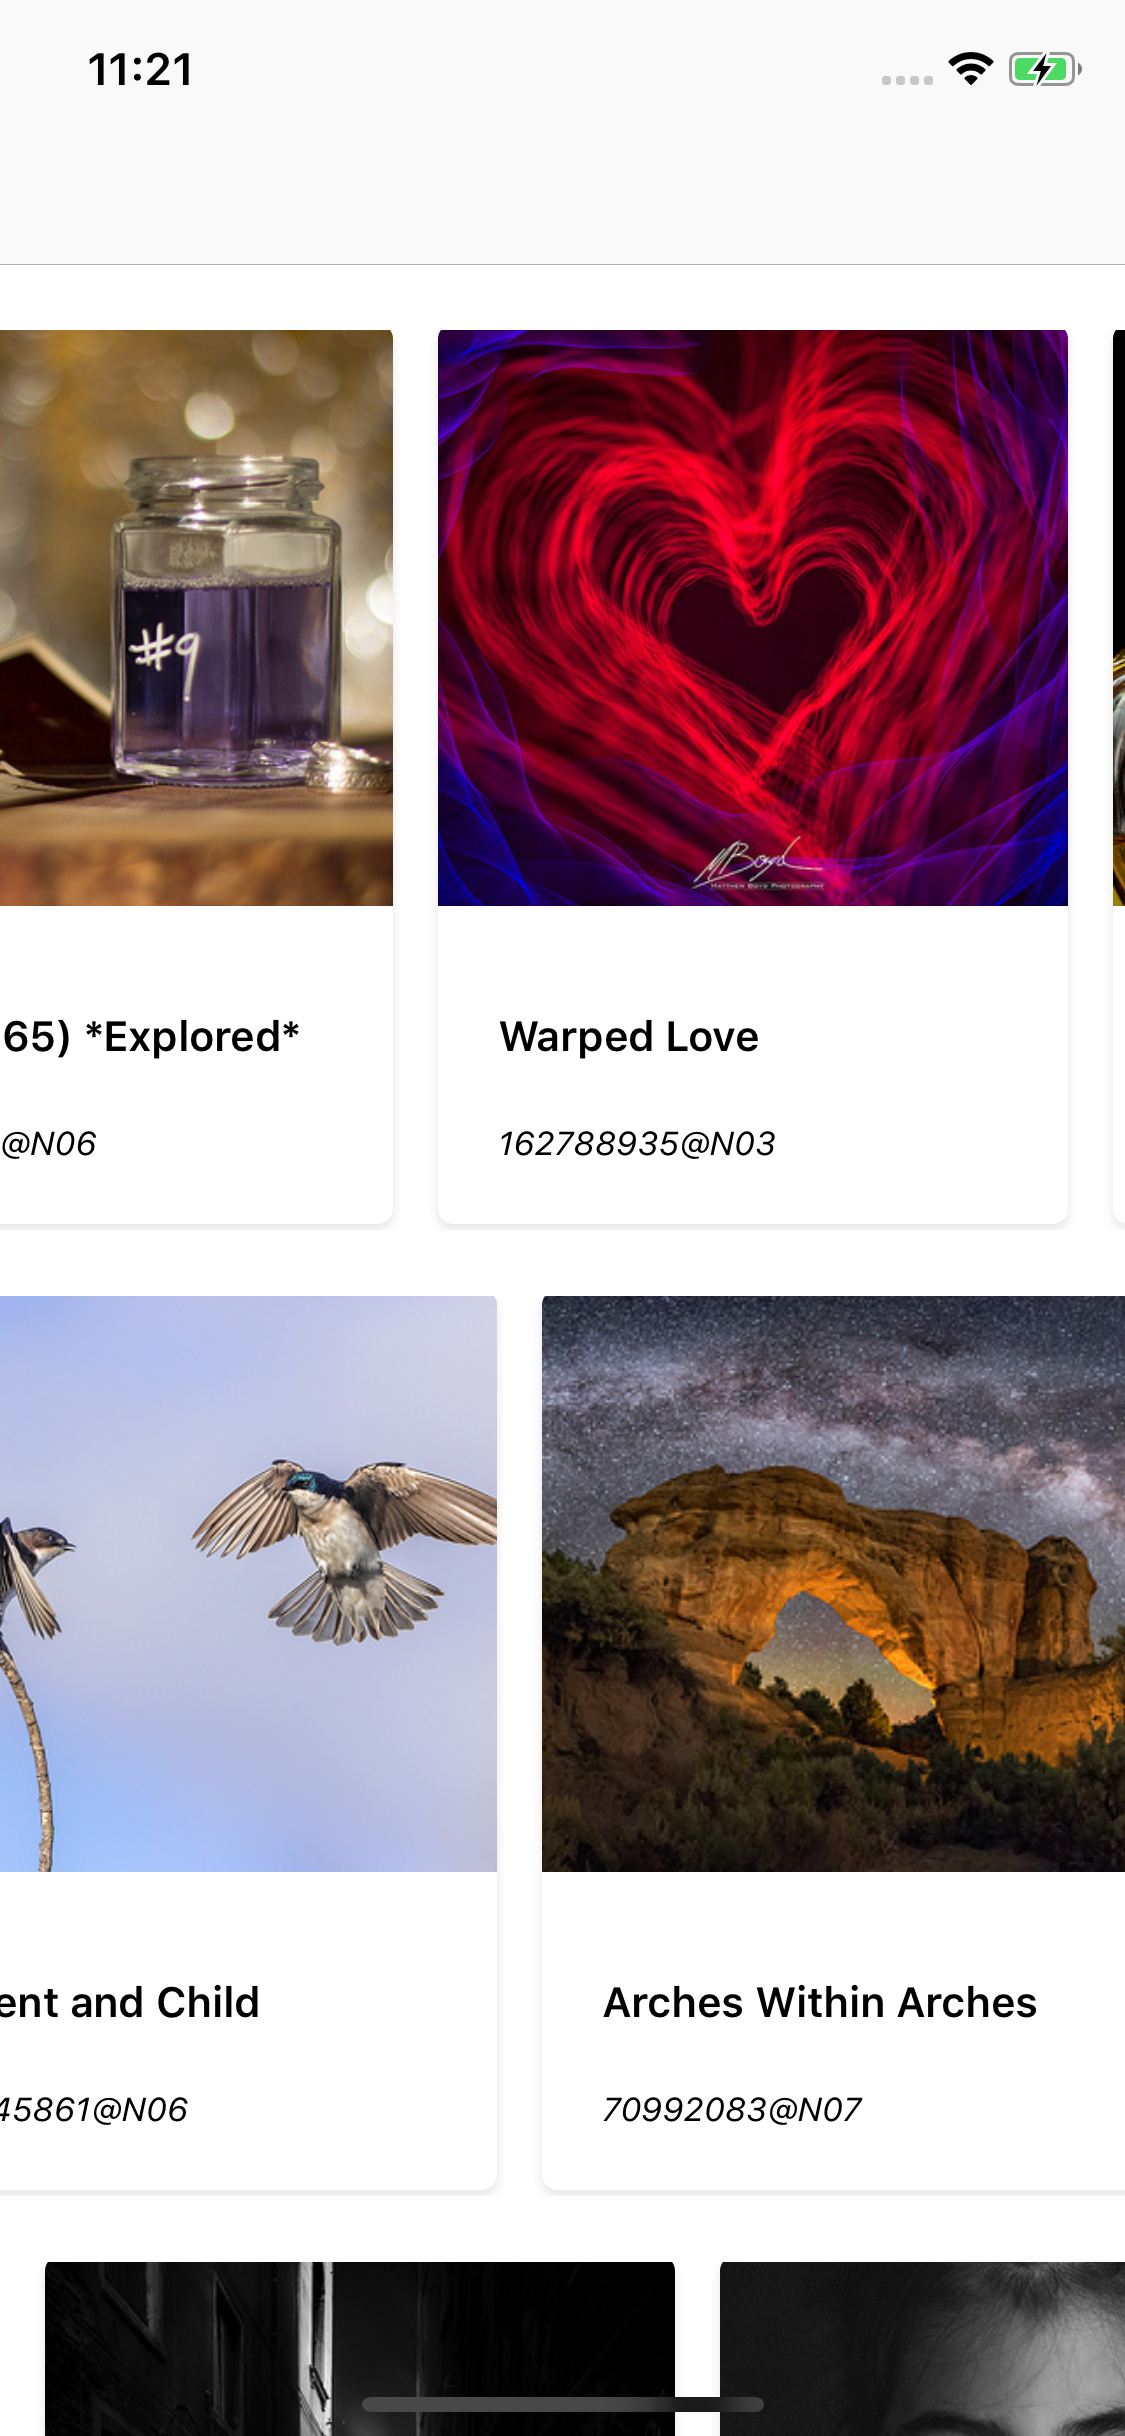 11:21
#9
MBoyd
MATTHEW BOYD PHOTOGRAPHY
65) *Explored*
Warped Love
@N06
162788935@N03
ent and Child
Arches Within Arches
45861@N06
70992083@N07